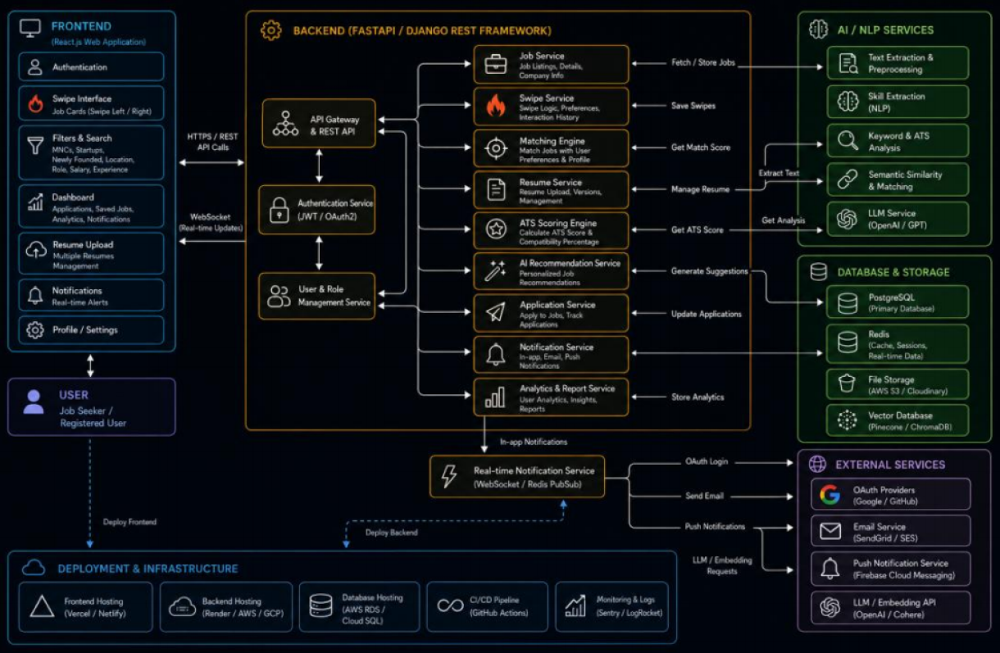 FRONTEND
(React.js Web Application)
Authentication
Swipe Interface
Job Cards (Swipe Left / Right)
Filters & Search
MNCs, Startups,
Newly Founded, Location,
Role, Salary, Experience
Dashboard
Applications, Saved Jobs,
Analytics, Notifications
Resume Upload
Multiple Resumes
Management
Notifications
Real-time Alerts
Profile / Settings
USER
Job Seeker /
Registered User
HTTPS / REST
API Calls
WebSocket
(Real-time Updates)
BACKEND (FASTAPI / DJANGO REST FRAMEWORK)
API Gateway
& REST API
Authentication Service
(JWT / OAuth2)
User & Role
Management Service
Job Service
Job Listings, Details,
Company Info
Swipe Service
Swipe Logic, Preferences,
Interaction History
Matching Engine
Match Jobs with User
Preferences & Profile
Resume Service
Resume Upload, Versions,
Management
ATS Scoring Engine
Calculate ATS Score &
Compatibility Percentage
AI Recommendation Service
Personalized Job
Recommendations
Application Service
Apply to Jobs, Track
Applications
Notification Service
In-app, Email, Push
Notifications
Analytics & Report Service
User Analytics, Insights,
Reports
Fetch / Store Jobs
Save Swipes
Get Match Score
Manage Resume
Extract Text
Get ATS Score
Get Analysis
Generate Suggestions
Update Applications
Store Analytics
AI / NLP SERVICES
Text Extraction &
Preprocessing
Skill Extraction
(NLP)
Keyword & ATS
Analysis
Semantic Similarity
& Matching
LLM Service
(OpenAI / GPT)
DATABASE & STORAGE
PostgreSQL
(Primary Database)
Redis
(Cache, Sessions,
Real-time Data)
File Storage
(AWS S3 / Cloudinary)
Vector Database
(Pinecone / ChromaDB)
In-app Notifications
Real-time Notification Service
(WebSocket / Redis PubSub)
OAuth Login
Send Email
Push Notifications
LLM / Embedding
Requests
EXTERNAL SERVICES
OAuth Providers
(Google / GitHub)
Email Service
(SendGrid / SES)
Push Notification Service
(Firebase Cloud Messaging)
LLM / Embedding API
(OpenAI / Cohere)
Deploy Frontend
Deploy Backend
DEPLOYMENT & INFRASTRUCTURE
Frontend Hosting
(Vercel / Netlify)
Backend Hosting
(Render / AWS / GCP)
Database Hosting
(AWS RDS /
Cloud SQL)
CI/CD Pipeline
(GitHub Actions)
Monitoring & Logs
(Sentry / LogRocket)